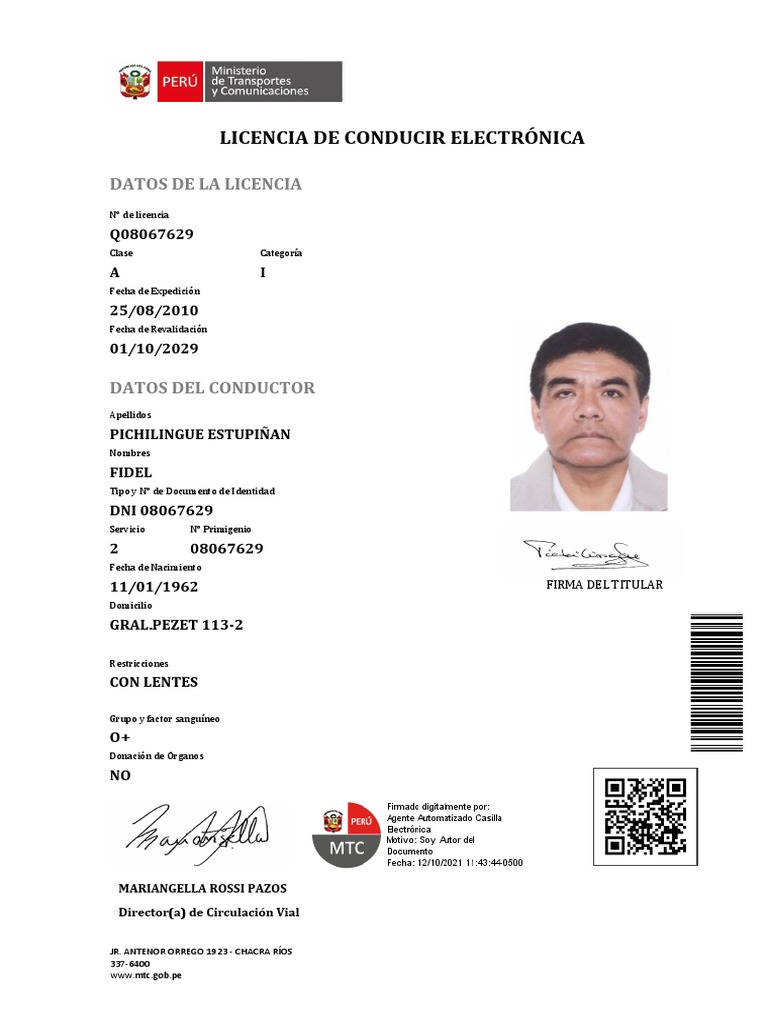 PERÚ
Ministerio
de Transportes
y Comunicaciones
LICENCIA DE CONDUCIR ELECTRÓNICA
DATOS DE LA LICENCIA
N° de licencia
Q08067629
Clase Categoría
A I
Fecha de Expedición
25/08/2010
Fecha de Revalidación
01/10/2029
DATOS DEL CONDUCTOR
Apellidos
PICHILINGUE ESTUPIÑAN
Nombres
FIDEL
Tipo y N° de Documento de Identidad
DNI 08067629
Servicio N° Primigenio
2 08067629
Fecha de Nacimiento
11/01/1962
Domicilio
GRAL.PEZET 113-2
FIRMA DEL TITULAR
Restricciones
CON LENTES
Grupo y factor sanguíneo
O+
Donación de Organos
NO
PERÚ
MTC
Firmado digitalmente por:
Agente Automatizado Casilla
Electrónica
Motivo: Soy Autor del
Documento
Fecha: 12/10/2021 11:43:44-0500
MARIANGELLA ROSSI PAZOS
Director(a) de Circulación Vial
JR. ANTENOR ORREGO 1923 - CHACRA RÍOS
337-6400
www.mtc.gob.pe